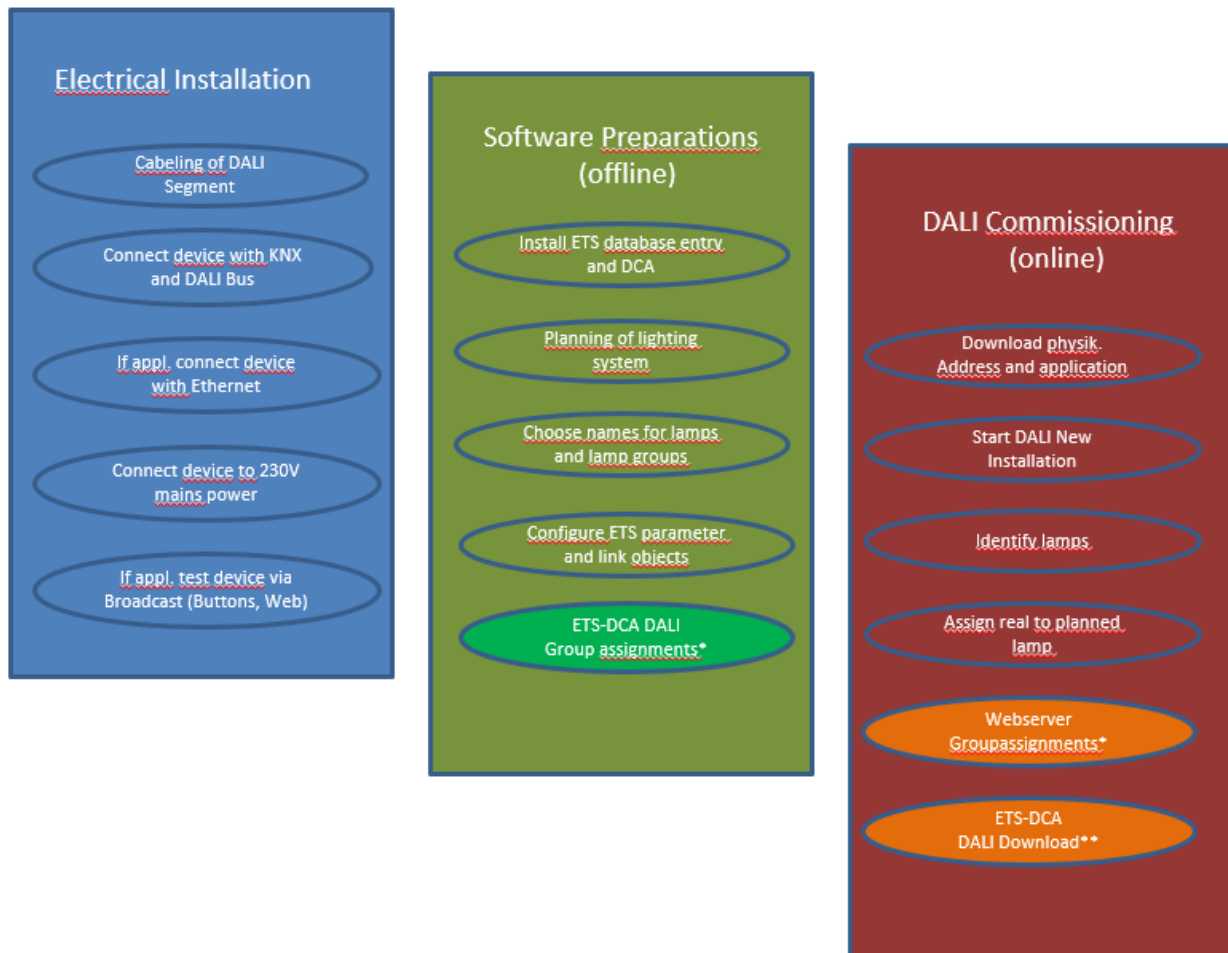 Electrical Installation
Cabeling of DALI
Segment
Connect device with KNX
and DALI Bus
If appl. connect device
with Ethernet
Connect device to 230V
mains power
If appl. test device via
Broadcast (Buttons, Web)
Software Preparations
(offline)
Install ETS database entry
and DCA
Planning of lighting
system
Choose names for lamps
and lamp groups
Configure ETS parameter
and link objects
ETS-DCA DALI
Group assignments*
DALI Commissoning
(online)
Download physik.
Address and application
Start DALI New
Installation
Identify lamps
Assign real to planned
lamp
Webserver
Groupassignments*
ETS-DCA
DALI Download**